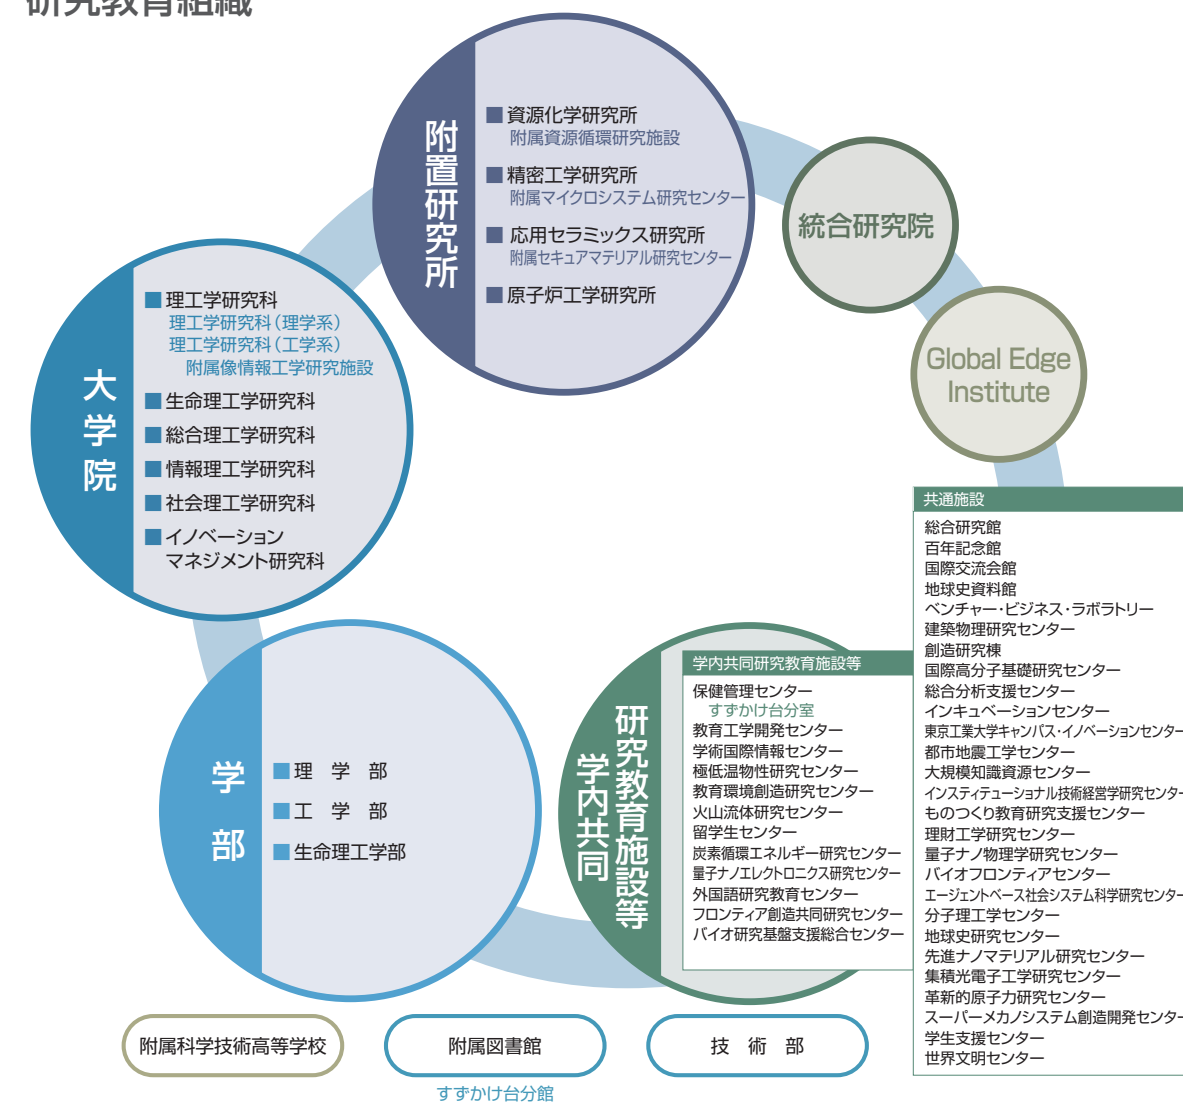 研究教育組織
附置研究所
■資源化学研究所
附属資源循環研究施設
■精密工学研究所
附属マイクロシステム研究センター
■応用セラミックス研究所
附属セキュアマテリアル研究センター
■原子炉工学研究所
統合研究院
Global Edge
Institute
大学院
■理工学研究科
理工学研究科（理学系）
理工学研究科（工学系）
附属像情報工学研究施設
■生命理工学研究科
■総合理工学研究科
■情報理工学研究科
■社会理工学研究科
■イノベーション
マネジメント研究科
学部
■理 学 部
■工 学 部
■生命理工学部
学内共同
研究教育施設等
学内共同研究教育施設等
保健管理センター
すずかけ台分室
教育工学開発センター
学術国際情報センター
極低温物性研究センター
教育環境創造研究センター
火山流体研究センター
留学生センター
炭素循環エネルギー研究センター
量子ナノエレクトロニクス研究センター
外国語研究教育センター
フロンティア創造共同研究センター
バイオ研究基盤支援総合センター
共通施設
総合研究館
百年記念館
国際交流会館
地球史資料館
ベンチャー・ビジネス・ラボラトリー
建築物理研究センター
創造研究棟
国際高分子基礎研究センター
総合分析支援センター
インキュベーションセンター
東京工業大学キャンパス・イノベーションセンター
都市地震工学センター
大規模知識資源センター
インスティテューショナル技術経営学研究センター
ものつくり教育研究支援センター
理財工学研究センター
量子ナノ物理学研究センター
バイオフロンティアセンター
エージェントベース社会システム科学研究センター
分子理工学センター
地球史研究センター
先進ナノマテリアル研究センター
集積光電子工学研究センター
革新的原子力研究センター
スーパーメカノシステム創造開発センター
学生支援センター
世界文明センター
附属科学技術高等学校
附属図書館
すずかけ台分館
技 術 部